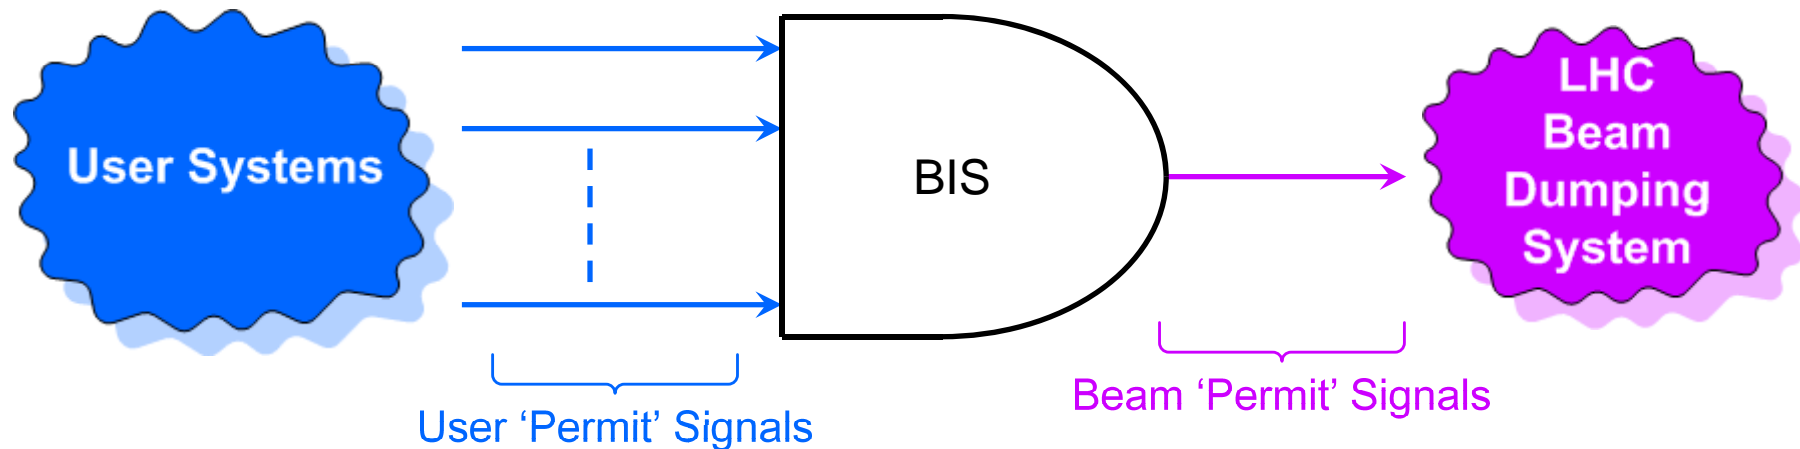 User Systems
BIS
LHC
Beam
Dumping
System
User ‘Permit’ Signals
Beam ‘Permit’ Signals